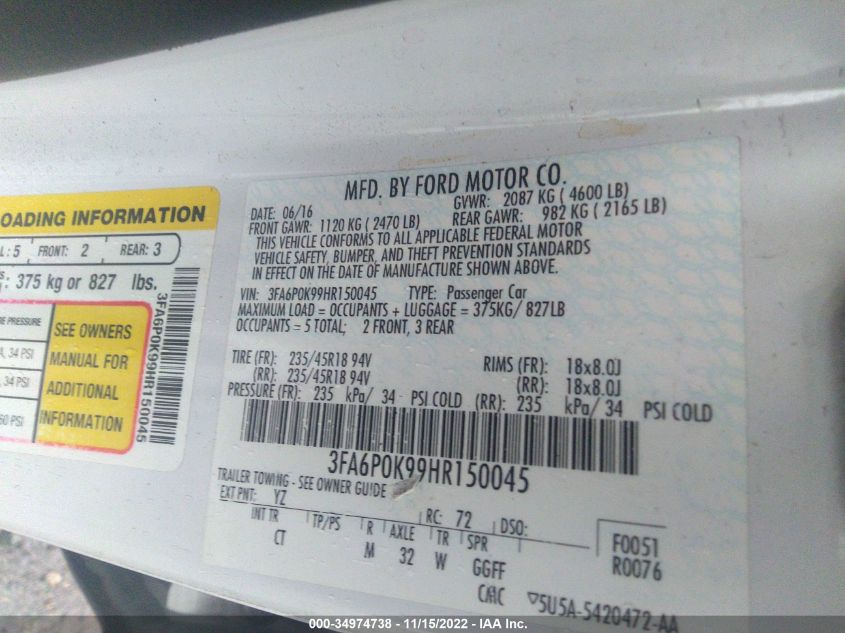 LOADING INFORMATION
L : 5 FRONT: 2 REAR: 3
: 375 kg or 827 lbs.
E PRESSURE
, 34 PSI
, 34 PSI
60 PSI
SEE OWNERS
MANUAL FOR
ADDITIONAL
INFORMATION
3FA6P0K99HR150045
MFD. BY FORD MOTOR CO.
DATE: 06/16 GVWR: 2087 KG ( 4600 LB)
FRONT GAWR: 1120 KG ( 2470 LB) REAR GAWR: 982 KG ( 2165 LB)
THIS VEHICLE CONFORMS TO ALL APPLICABLE FEDERAL MOTOR
VEHICLE SAFETY, BUMPER, AND THEFT PREVENTION STANDARDS
IN EFFECT ON THE DATE OF MANUFACTURE SHOWN ABOVE.
VIN: 3FA6P0K99HR150045 TYPE: Passenger Car
MAXIMUM LOAD = OCCUPANTS + LUGGAGE = 375KG/ 827LB
OCCUPANTS = 5 TOTAL; 2 FRONT, 3 REAR
TIRE (FR): 235/45R18 94V RIMS (FR): 18x8.0J
(RR): 235/45R18 94V (RR): 18x8.0J
PRESSURE (FR): 235 kPa/ 34 PSI COLD (RR): 235 kPa/ 34 PSI COLD
3FA6P0K99HR150045
TRAILER TOWING - SEE OWNER GUIDE
EXT PNT: YZ RC: 72 DSO:
INT TR TP/PS R AXLE TR SPR F0051
CT M 32 W GGFF R0076
▽5U5A-5420472-AA
000-34974738 - 11/15/2022 - IAA Inc.